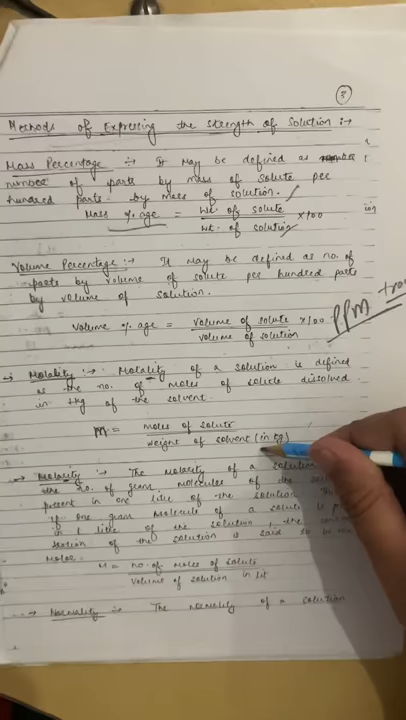 3
Methods of Expressing the strength of solution :→
Mass Percentage :→ It may be defined as
number of parts by mass of solute per
hundred parts by mass of solution.
Mass %age = wt. of solute / wt. of solution × 100
Volume Percentage :→ It may be defined as no. of
parts by volume of solute per hundred parts
by volume of solution.
Volume %age = volume of solute / volume of solution × 100
PPM
→ Molality :→ Molality of a solution is defined
as the no. of moles of solute dissolved
in 1kg of the solvent.
m = moles of solute / weight of solvent (in kg)
→ Molarity :→ The Molarity of a solution
the no. of gram molecules of the
present in one litre of the solution.
if one gram molecule of a solute is
in 1 litre of the solution, the
of the solution is said to be
Molar.
M = no. of moles of solute / Volume of solution in lit
→ Normality :→ The normality of a solution